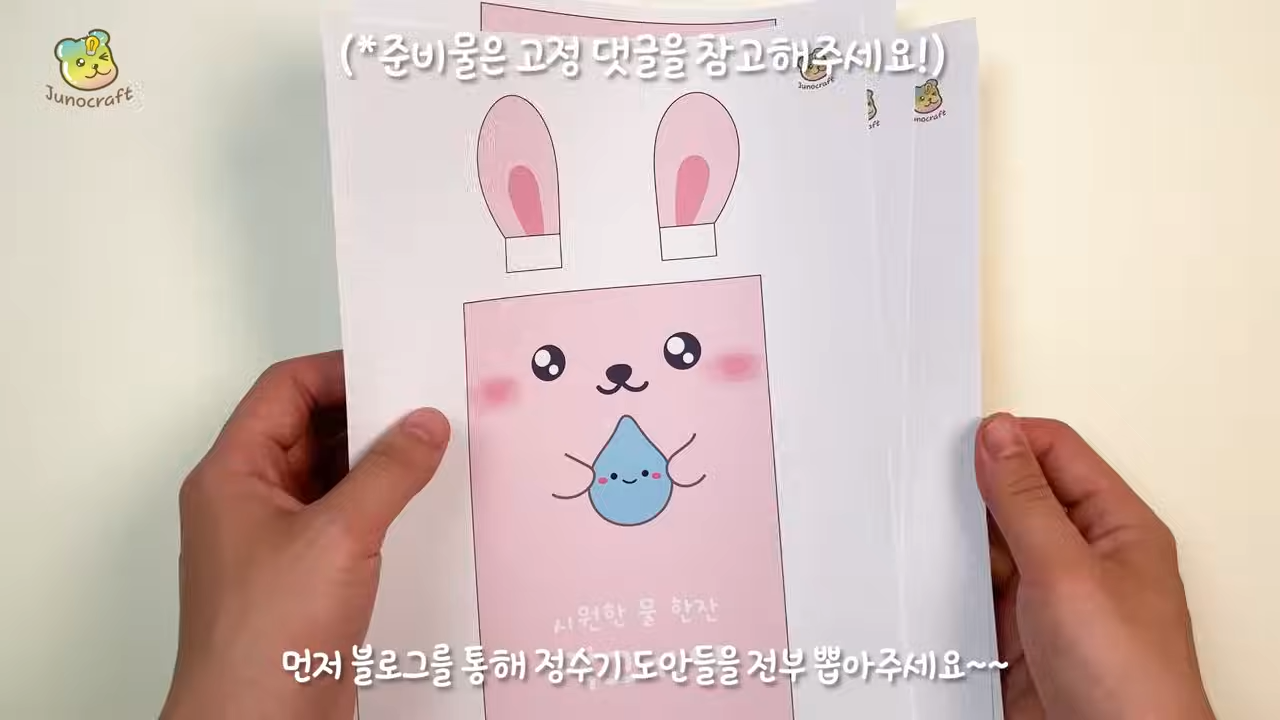 (*준비물은 고정 댓글을 참고해주세요!)
Junocraft
Junocraft
nocraft
시원한 물 한잔
먼저 블로그를 통해 정수기 도안들을 전부 뽑아주세요~~